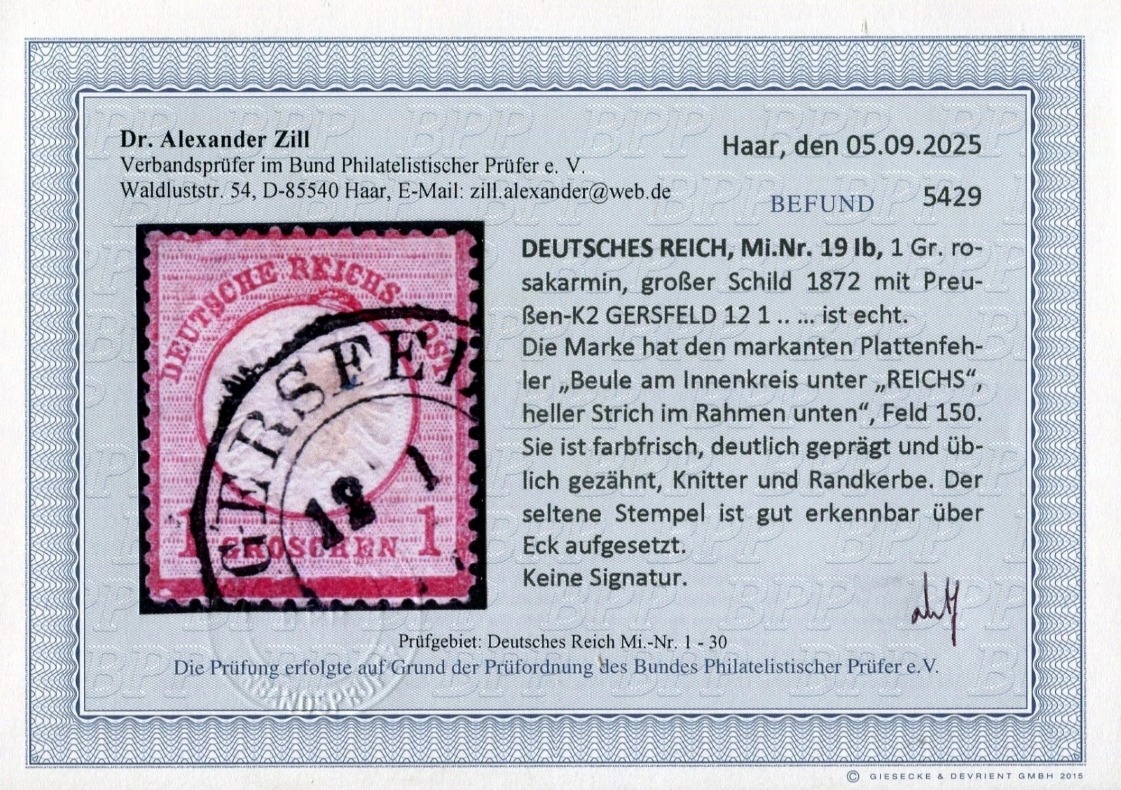 Dr. Alexander Zill
Verbandsprüfer im Bund Philatelistischer Prüfer e. V.
Waldluststr. 54, D-85540 Haar, E-Mail: zill.alexander@web.de
Haar, den 05.09.2025
BEFUND 5429
DEUTSCHE REICHS-POST
GERSFEL
12 1
1 GROSCHEN 1
DEUTSCHES REICH, Mi.Nr. 19 Ib, 1 Gr. ro-
sakarmin, großer Schild 1872 mit Preu-
ßen-K2 GERSFELD 12 1 .. ... ist echt.
Die Marke hat den markanten Plattenfeh-
ler „Beule am Innenkreis unter „REICHS“,
heller Strich im Rahmen unten“, Feld 150.
Sie ist farbfrisch, deutlich geprägt und üb-
lich gezähnt, Knitter und Randkerbe. Der
seltene Stempel ist gut erkennbar über
Eck aufgesetzt.
Keine Signatur.
Prüfgebiet: Deutsches Reich Mi.-Nr. 1 - 30
Die Prüfung erfolgte auf Grund der Prüfordnung des Bundes Philatelistischer Prüfer e.V.
BPP
© GIESECKE & DEVRIENT GMBH 2015